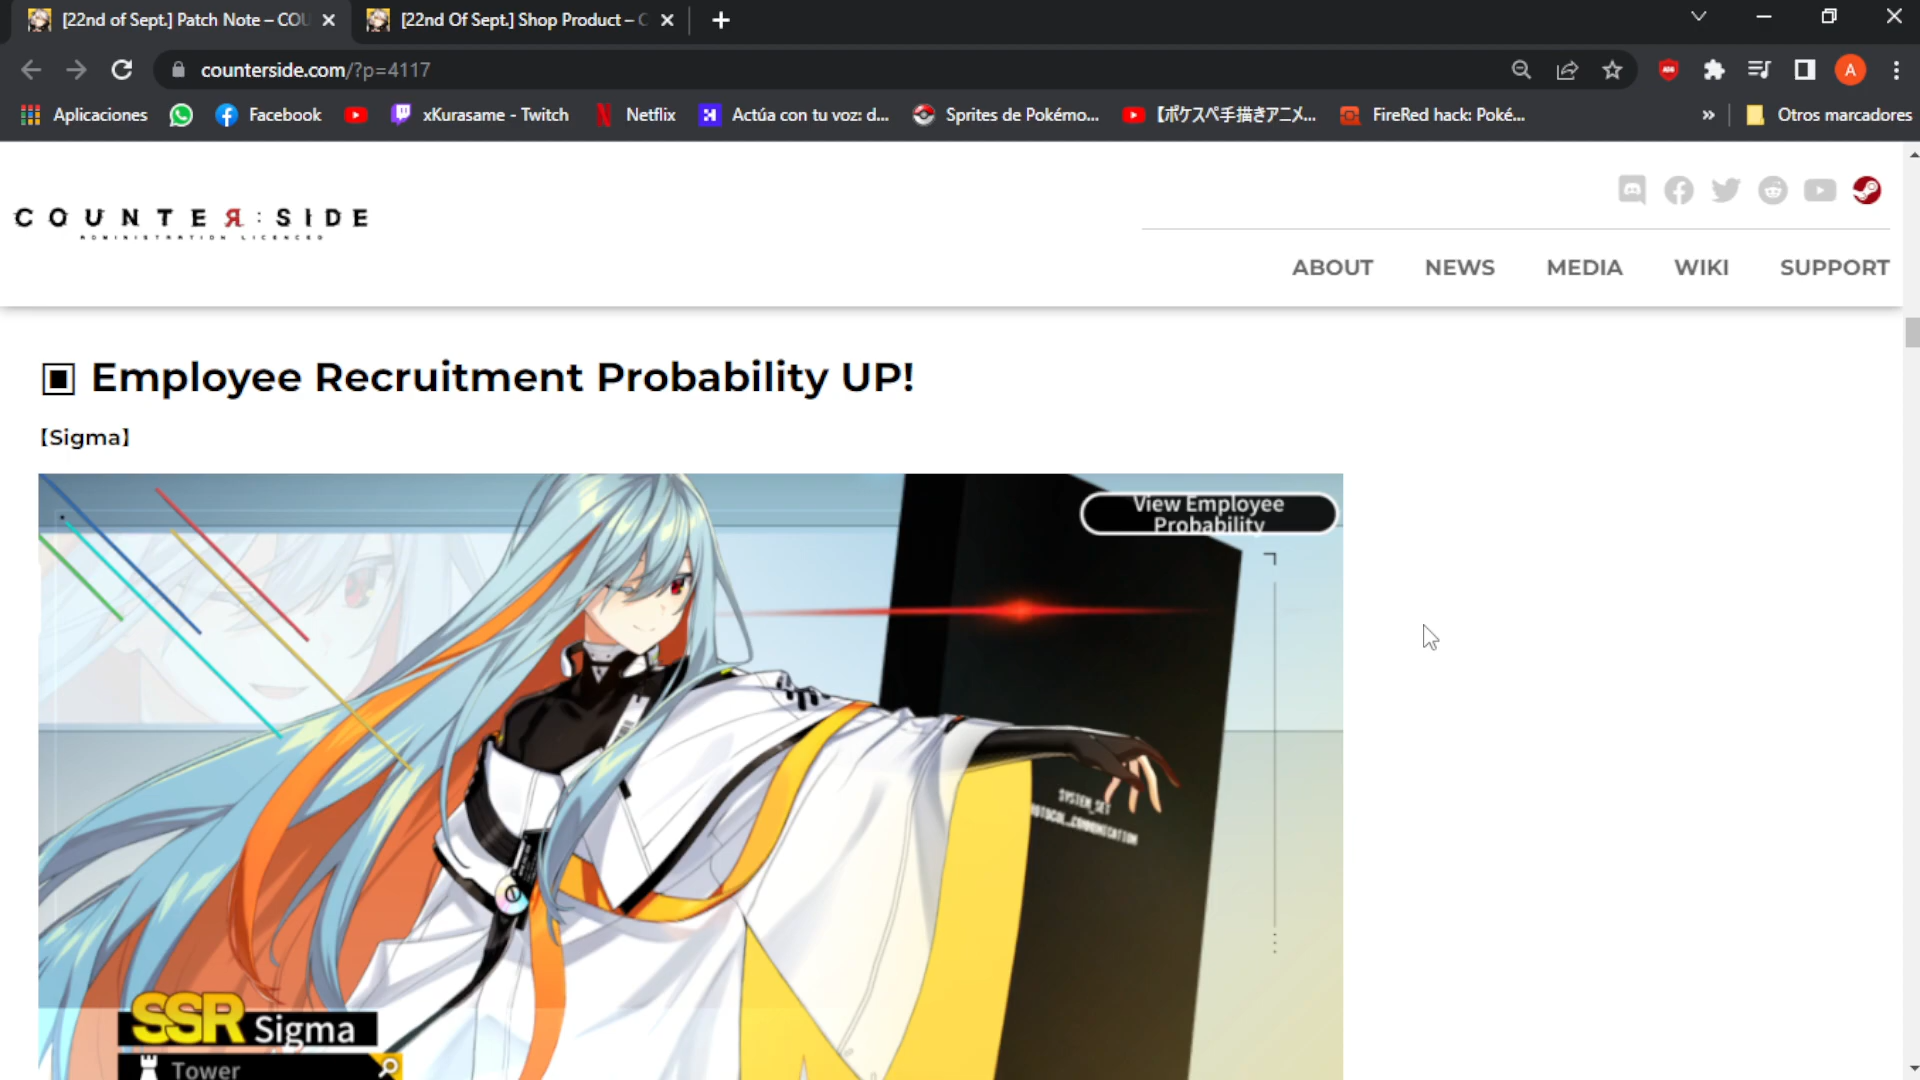 [22nd of Sept.] Patch Note – COU
[22nd Of Sept.] Shop Product – C
counterside.com/?p=4117
A
Aplicaciones
Facebook
xKurasame - Twitch
Netflix
Actúa con tu voz: d...
Sprites de Pokémo...
【ポケスペ手描きアニメ...
FireRed hack: Poké...
»
Otros marcadores
COUNTER:SIDE
ADMINISTRATION LICENCED
ABOUT
NEWS
MEDIA
WIKI
SUPPORT
▣ Employee Recruitment Probability UP!
【Sigma】
View Employee
Probability
SYSTEM_SET
SSR Sigma
Tower